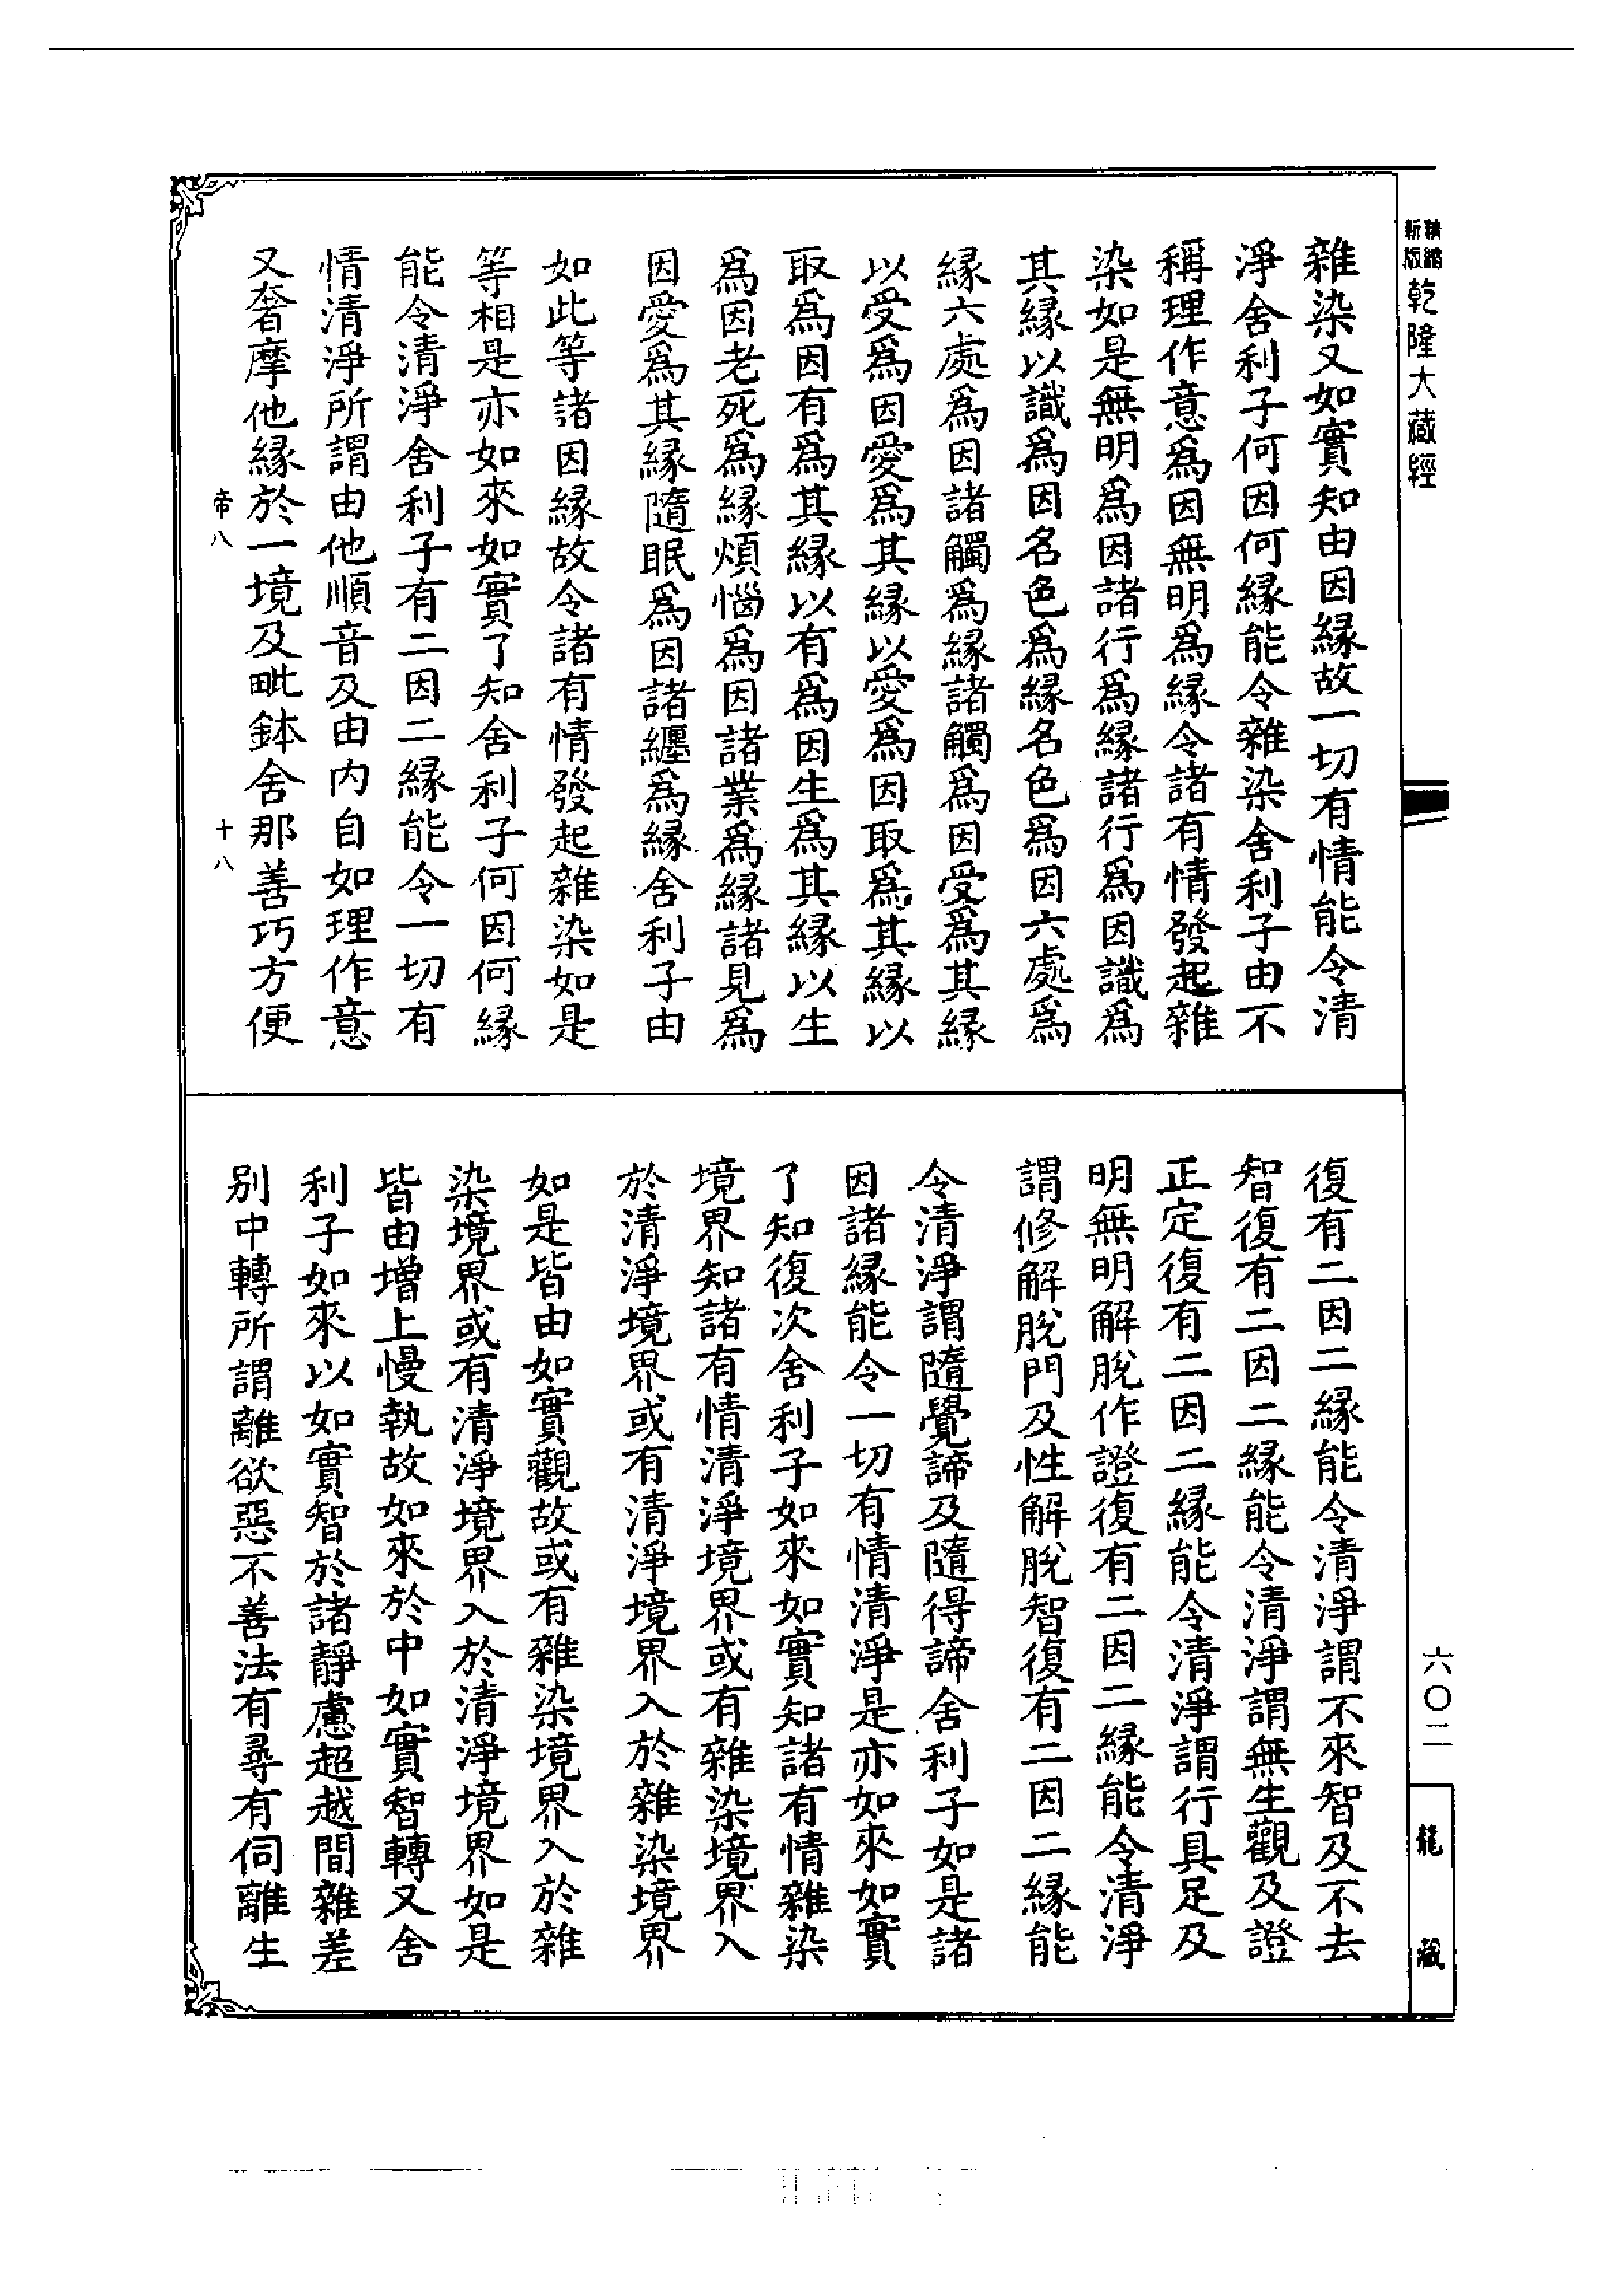 新版
精縮
乾隆大藏經
雜染又如實知由因緣故一切有情能令清
淨舍利子何因何緣能令雜染舍利子由不
稱理作意爲因無明爲緣令諸有情發起雜
染如是無明爲因諸行爲緣諸行爲因識爲
其緣以識爲因名色爲緣名色爲因六處爲
緣六處爲因諸觸爲緣諸觸爲因受爲其緣
以受爲因愛爲其緣以愛爲因取爲其緣以
取爲因有爲其緣以有爲因生爲其緣以生
爲因老死爲緣煩惱爲因諸業爲緣諸見爲
因愛爲其緣隨眠爲因諸纏爲緣舍利子由
如此等諸因緣故令諸有情發起雜染如是
等相是亦如來如實了知舍利子何因何緣
能令清淨舍利子有二因二緣能令一切有
情清淨所謂由他順音及由內自如理作意
又奢摩他緣於一境及毗鉢舍那善巧方便
帝八
十八
復有二因二緣能令清淨謂不來智及不去
智復有二因二緣能令清淨謂無生觀及證
正定復有二因二緣能令清淨謂行具足及
明無明解脫作證復有二因二緣能令清淨
謂修解脫門及性解脫智復有二因二緣能
令清淨謂隨覺諦及隨得諦舍利子如是諸
因諸緣能令一切有情清淨是亦如來如實
了知復次舍利子如來如實知諸有情雜染
境界知諸有情清淨境界或有雜染境界入
於清淨境界或有清淨境界入於雜染境界
如是皆由如實觀故或有雜染境界入於雜
染境界或有清淨境界入於清淨境界如是
皆由增上慢執故如來於中如實智轉又舍
利子如來以如實智於諸靜慮超越間雜差
別中轉所謂離欲惡不善法有尋有伺離生
六〇二
龍藏